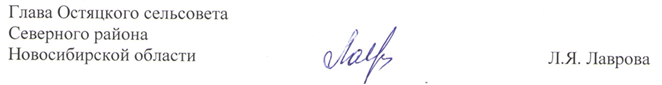 Глава Остяцкого сельсовета
Северного района
Новосибирской области Л.Я. Лаврова